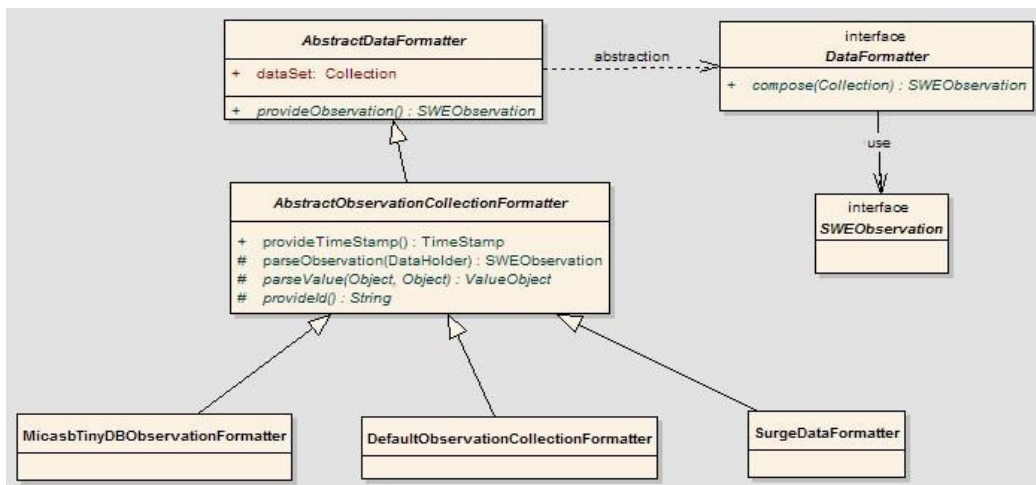 AbstractDataFormatter
+ dataSet: Collection
+ provideObservation() : SWEObservation
abstraction
interface
DataFormatter
+ compose(Collection) : SWEObservation
use
interface
SWEObservation
AbstractObservationCollectionFormatter
+ provideTimeStamp() : TimeStamp
# parseObservation(DataHolder) : SWEObservation
# parseValue(Object, Object) : ValueObject
# provideId() : String
MicasbTinyDBObservationFormatter
DefaultObservationCollectionFormatter
SurgeDataFormatter